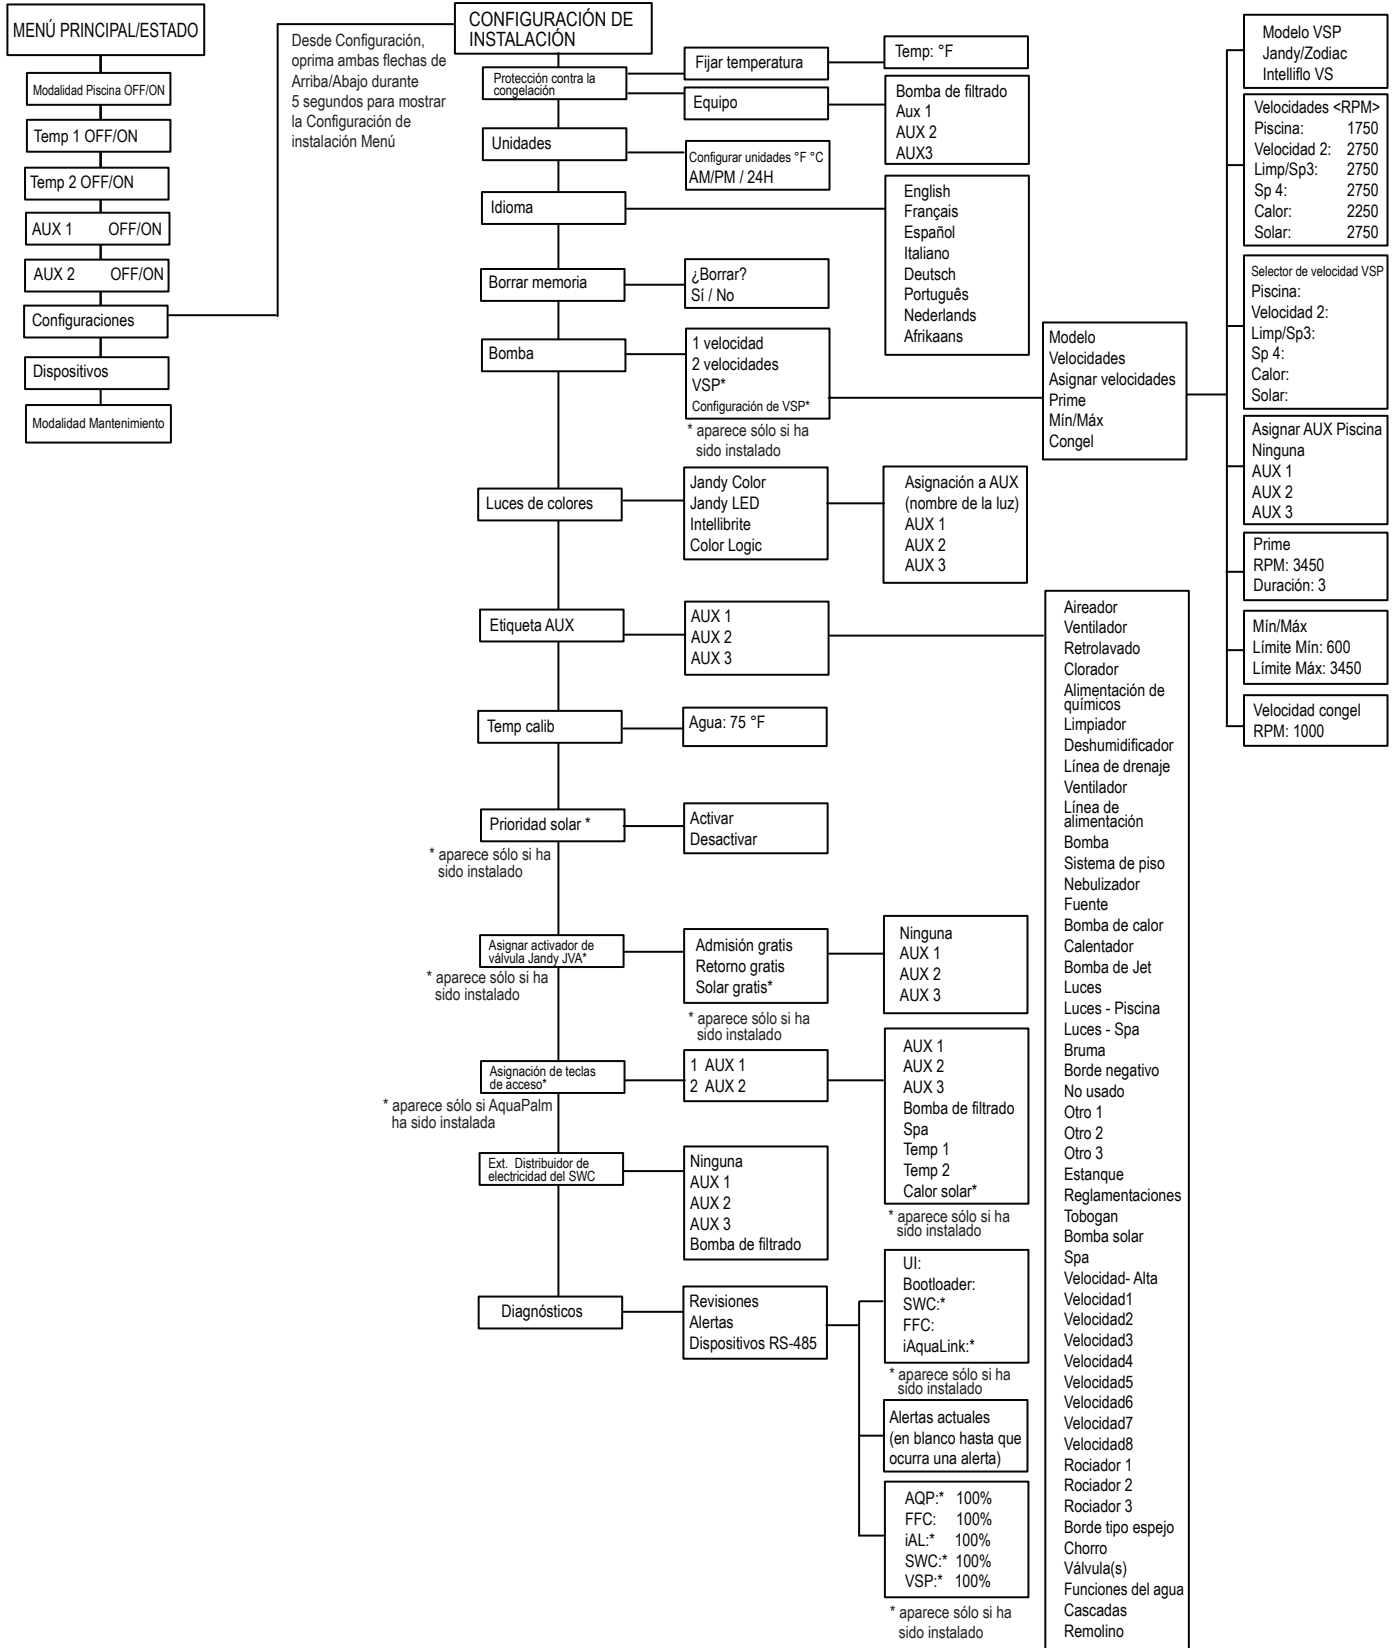 MENÚ PRINCIPAL/ESTADO
Modalidad Piscina OFF/ON
Temp 1 OFF/ON
Temp 2 OFF/ON
AUX 1 OFF/ON
AUX 2 OFF/ON
Configuraciones
Dispositivos
Modalidad Mantenimiento
Desde Configuración,
oprima ambas flechas de
Arriba/Abajo durante
5 segundos para mostrar
la Configuración de
instalación Menú
CONFIGURACIÓN DE
INSTALACIÓN
Protección contra la
congelación
Fijar temperatura
Temp: °F
Equipo
Bomba de filtrado
Aux 1
AUX 2
AUX3
Unidades
Configurar unidades °F °C
AM/PM / 24H
Idioma
English
Français
Español
Italiano
Deutsch
Português
Nederlands
Afrikaans
Borrar memoria
¿Borrar?
Sí / No
Bomba
1 velocidad
2 velocidades
VSP*
Configuración de VSP*
* aparece sólo si ha
sido instalado
Modelo
Velocidades
Asignar velocidades
Prime
Mín/Máx
Congel
Modelo VSP
Jandy/Zodiac
Intelliflo VS
Velocidades <RPM>
Piscina: 1750
Velocidad 2: 2750
Limp/Sp3: 2750
Sp 4: 2750
Calor: 2250
Solar: 2750
Selector de velocidad VSP
Piscina:
Velocidad 2:
Limp/Sp3:
Sp 4:
Calor:
Solar:
Asignar AUX Piscina
Ninguna
AUX 1
AUX 2
AUX 3
Prime
RPM: 3450
Duración: 3
Mín/Máx
Límite Mín: 600
Límite Máx: 3450
Velocidad congel
RPM: 1000
Luces de colores
Jandy Color
Jandy LED
Intellibrite
Color Logic
Asignación a AUX
(nombre de la luz)
AUX 1
AUX 2
AUX 3
Etiqueta AUX
AUX 1
AUX 2
AUX 3
Aireador
Ventilador
Retrolavado
Clorador
Alimentación de
químicos
Limpiador
Deshumidificador
Línea de drenaje
Ventilador
Línea de
alimentación
Bomba
Sistema de piso
Nebulizador
Fuente
Bomba de calor
Calentador
Bomba de Jet
Luces
Luces - Piscina
Luces - Spa
Bruma
Borde negativo
No usado
Otro 1
Otro 2
Otro 3
Estanque
Reglamentaciones
Tobogan
Bomba solar
Spa
Velocidad- Alta
Velocidad1
Velocidad2
Velocidad3
Velocidad4
Velocidad5
Velocidad6
Velocidad7
Velocidad8
Rociador 1
Rociador 2
Rociador 3
Borde tipo espejo
Chorro
Válvula(s)
Funciones del agua
Cascadas
Remolino
Temp calib
Agua: 75 °F
Prioridad solar *
* aparece sólo si ha
sido instalado
Activar
Desactivar
Asignar activador de
válvula Jandy JVA*
* aparece sólo si ha
sido instalado
Admisión gratis
Retorno gratis
Solar gratis*
* aparece sólo si ha
sido instalado
Ninguna
AUX 1
AUX 2
AUX 3
Asignación de teclas
de acceso*
* aparece sólo si AquaPalm
ha sido instalada
1 AUX 1
2 AUX 2
AUX 1
AUX 2
AUX 3
Bomba de filtrado
Spa
Temp 1
Temp 2
Calor solar*
* aparece sólo si ha
sido instalado
Ext. Distribuidor de
electricidad del SWC
Ninguna
AUX 1
AUX 2
AUX 3
Bomba de filtrado
Diagnósticos
Revisiones
Alertas
Dispositivos RS-485
UI:
Bootloader:
SWC:*
FFC:
iAquaLink:*
* aparece sólo si ha
sido instalado
Alertas actuales
(en blanco hasta que
ocurra una alerta)
AQP:* 100%
FFC: 100%
iAL:* 100%
SWC:* 100%
VSP:* 100%
* aparece sólo si ha
sido instalado